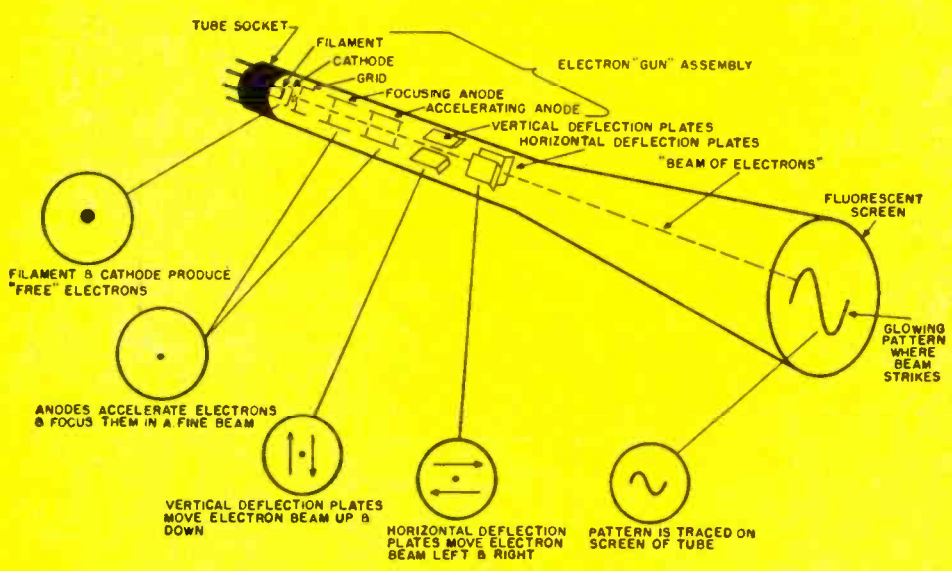 TUBE SOCKET
FILAMENT
CATHODE
GRID
ELECTRON "GUN" ASSEMBLY
FOCUSING ANODE
ACCELERATING ANODE
VERTICAL DEFLECTION PLATES
HORIZONTAL DEFLECTION PLATES
"BEAM OF ELECTRONS"
FLUORESCENT
SCREEN
FILAMENT & CATHODE PRODUCE
"FREE" ELECTRONS
GLOWING
PATTERN
WHERE
BEAM
STRIKES
ANODES ACCELERATE ELECTRONS
& FOCUS THEM IN A FINE BEAM
VERTICAL DEFLECTION PLATES
MOVE ELECTRON BEAM UP &
DOWN
HORIZONTAL DEFLECTION
PLATES MOVE ELECTRON
BEAM LEFT & RIGHT
PATTERN IS TRACED ON
SCREEN OF TUBE